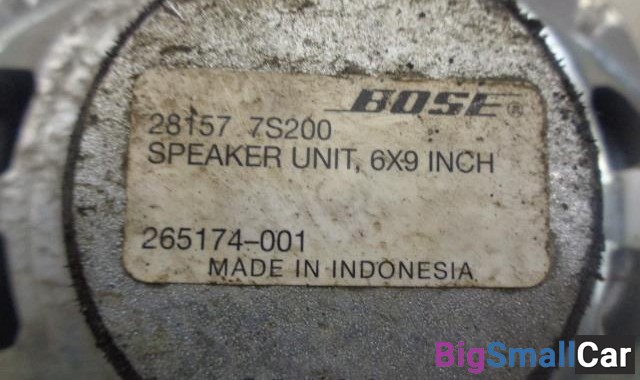 BOSE®
28157 7S200
SPEAKER UNIT, 6X9 INCH
265174-001
MADE IN INDONESIA
BigSmallCar